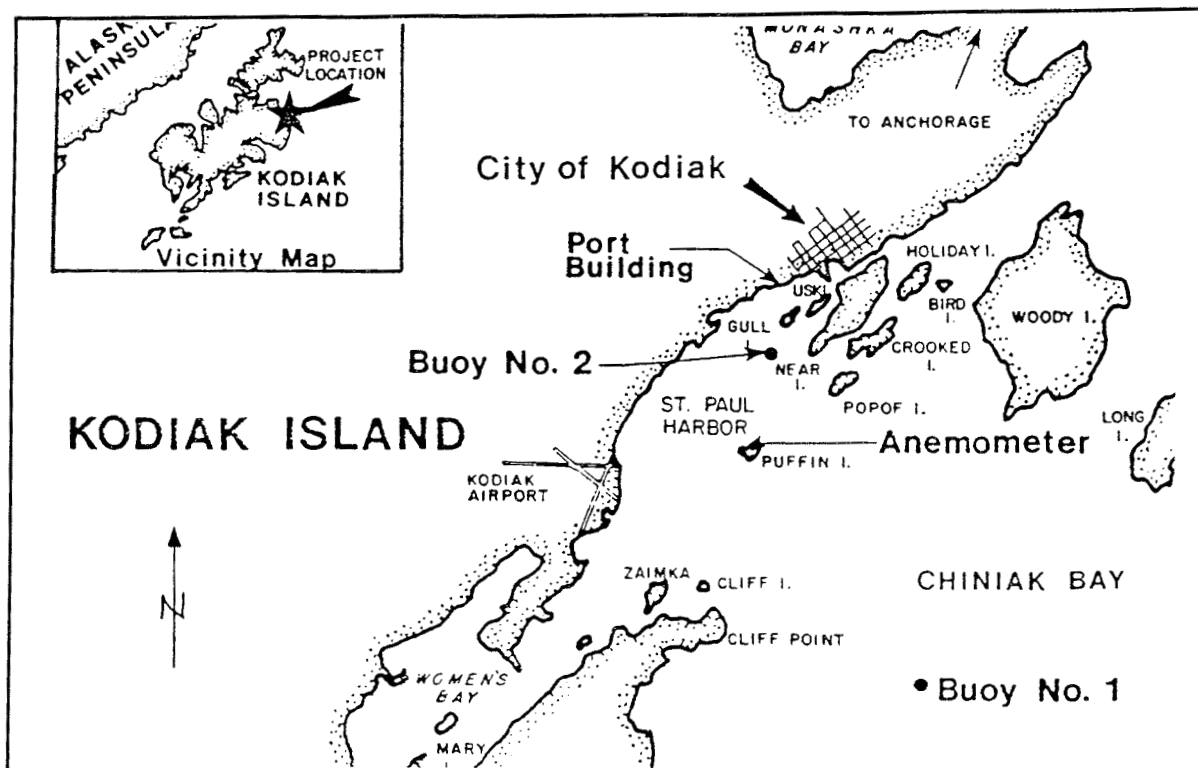 ALASKA
PENINSULA
PROJECT
LOCATION
KODIAK
ISLAND
Vicinity Map
MONASHKA
BAY
TO ANCHORAGE
City of Kodiak
Port
Building
HOLIDAY I.
USKI
BIRD
I.
WOODY I.
GULL
I.
CROOKED
I.
Buoy No. 2
NEAR
I.
POPOF I.
ST. PAUL
HARBOR
LONG
I.
KODIAK ISLAND
Anemometer
PUFFIN I.
KODIAK
AIRPORT
N
ZAIMKA
CLIFF I.
CHINIAK BAY
CLIFF POINT
WOMEN'S
BAY
Buoy No. 1
MARY
I.